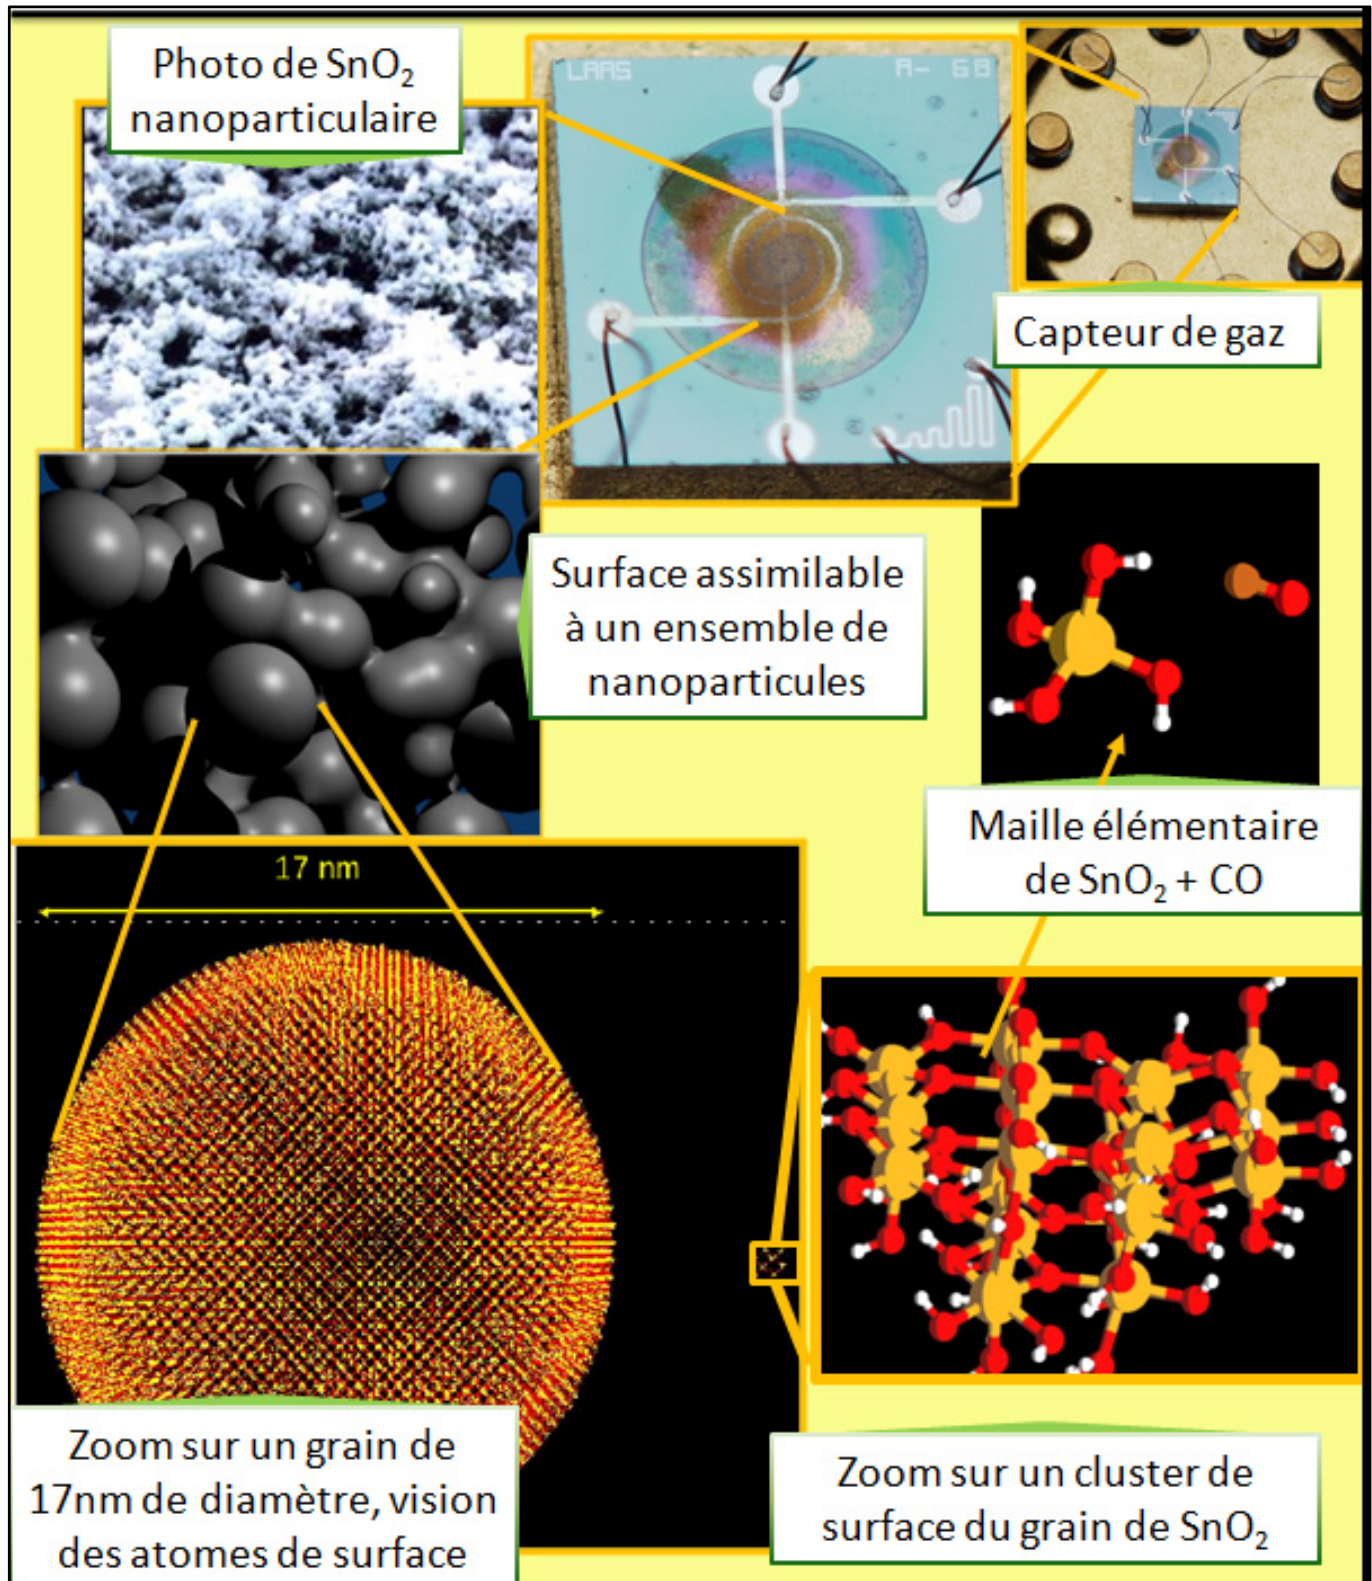 Photo de SnO₂
nanoparticulaire
LAAS
A- GB
Capteur de gaz
Surface assimilable
à un ensemble de
nanoparticules
Maille élémentaire
de SnO₂ + CO
17 nm
Zoom sur un grain de
17nm de diamètre, vision
des atomes de surface
Zoom sur un cluster de
surface du grain de SnO₂